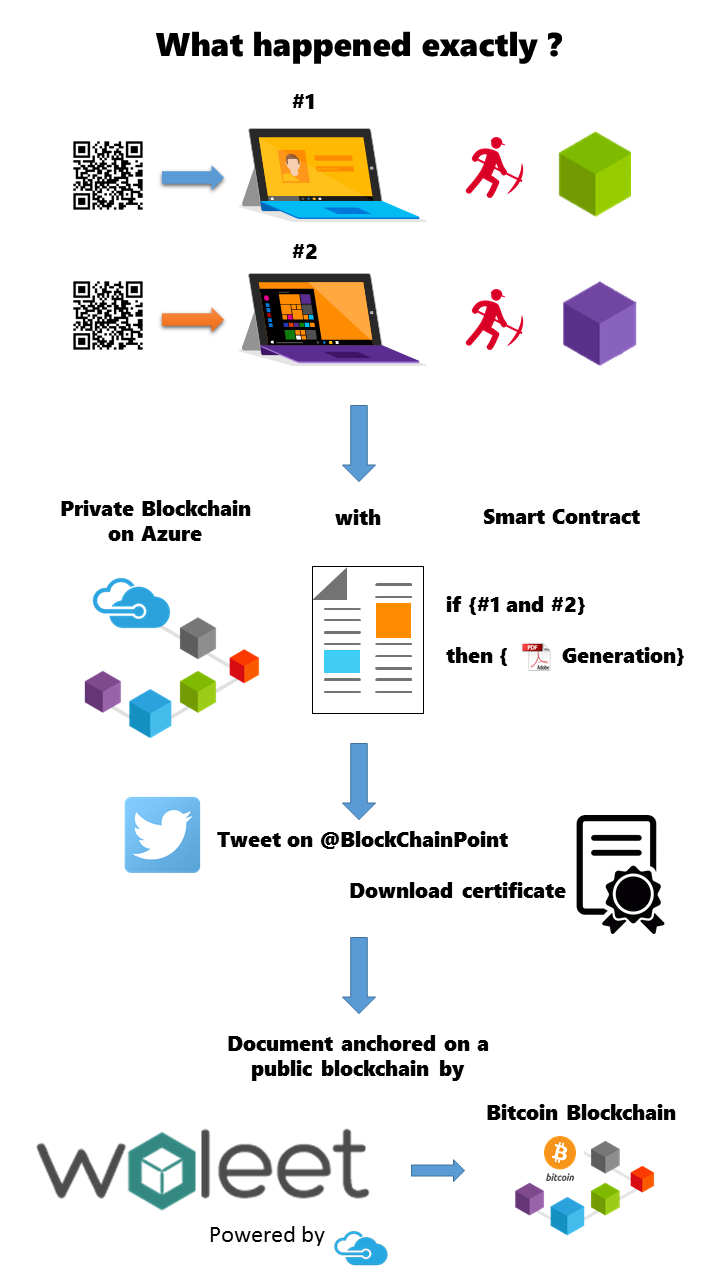 What happened exactly ?
#1
#2
Private Blockchain
on Azure
with
Smart Contract
if {#1 and #2}
then { PDF Adobe Generation}
Tweet on @BlockChainPoint
Download certificate
Document anchored on a
public blockchain by
woleet
Bitcoin Blockchain
bitcoin
Powered by